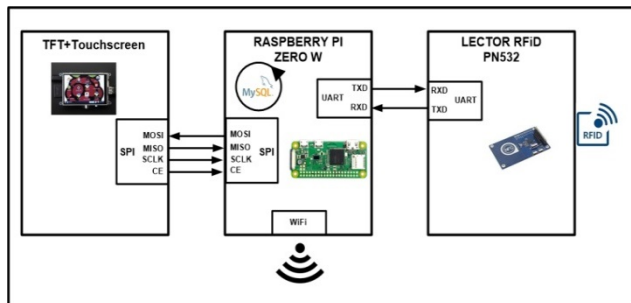 TFT+Touchscreen
MOSI
MISO
SCLK
CE
SPI
RASPBERRY PI
ZERO W
MySQL
MOSI
MISO
SCLK
CE
SPI
UART
TXD
RXD
WiFi
LECTOR RFiD
PN532
RXD
TXD
UART
RFID